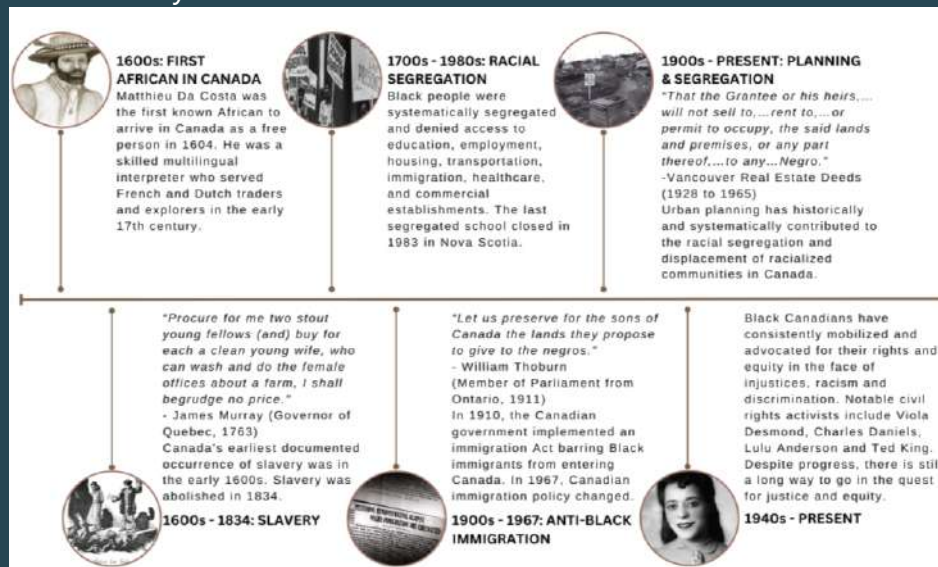 1600s: FIRST
AFRICAN IN CANADA
Matthieu Da Costa was
the first known African to
arrive in Canada as a free
person in 1604. He was a
skilled multilingual
interpreter who served
French and Dutch traders
and explorers in the early
17th century.
1700s - 1980s: RACIAL
SEGREGATION
Black people were
systematically segregated
and denied access to
education, employment,
housing, transportation,
immigration, healthcare,
and commercial
establishments. The last
segregated school closed in
1983 in Nova Scotia.
1900s - PRESENT: PLANNING
& SEGREGATION
"That the Grantee or his heirs,...
will not sell to,...rent to,...or
permit to occupy, the said lands
and premises, or any part
thereof,...to any...Negro."
-Vancouver Real Estate Deeds
(1928 to 1965)
Urban planning has historically
and systematically contributed to
the racial segregation and
displacement of racialized
communities in Canada.
"Procure for me two stout
young fellows (and) buy for
each a clean young wife, who
can wash and do the female
offices about a farm, I shall
begrudge no price."
- James Murray (Governor of
Quebec, 1763)
Canada's earliest documented
occurrence of slavery was in
the early 1600s. Slavery was
abolished in 1834.
1600s - 1834: SLAVERY
"Let us preserve for the sons of
Canada the lands they propose
to give to the negros."
- William Thoburn
(Member of Parliament from
Ontario, 1911)
In 1910, the Canadian
government implemented an
immigration Act barring Black
immigrants from entering
Canada. In 1967, Canadian
immigration policy changed.
1900s - 1967: ANTI-BLACK
IMMIGRATION
Black Canadians have
consistently mobilized and
advocated for their rights and
equity in the face of
injustices, racism and
discrimination. Notable civil
rights activists include Viola
Desmond, Charles Daniels,
Lulu Anderson and Ted King.
Despite progress, there is still
a long way to go in the quest
for justice and equity.
1940s - PRESENT